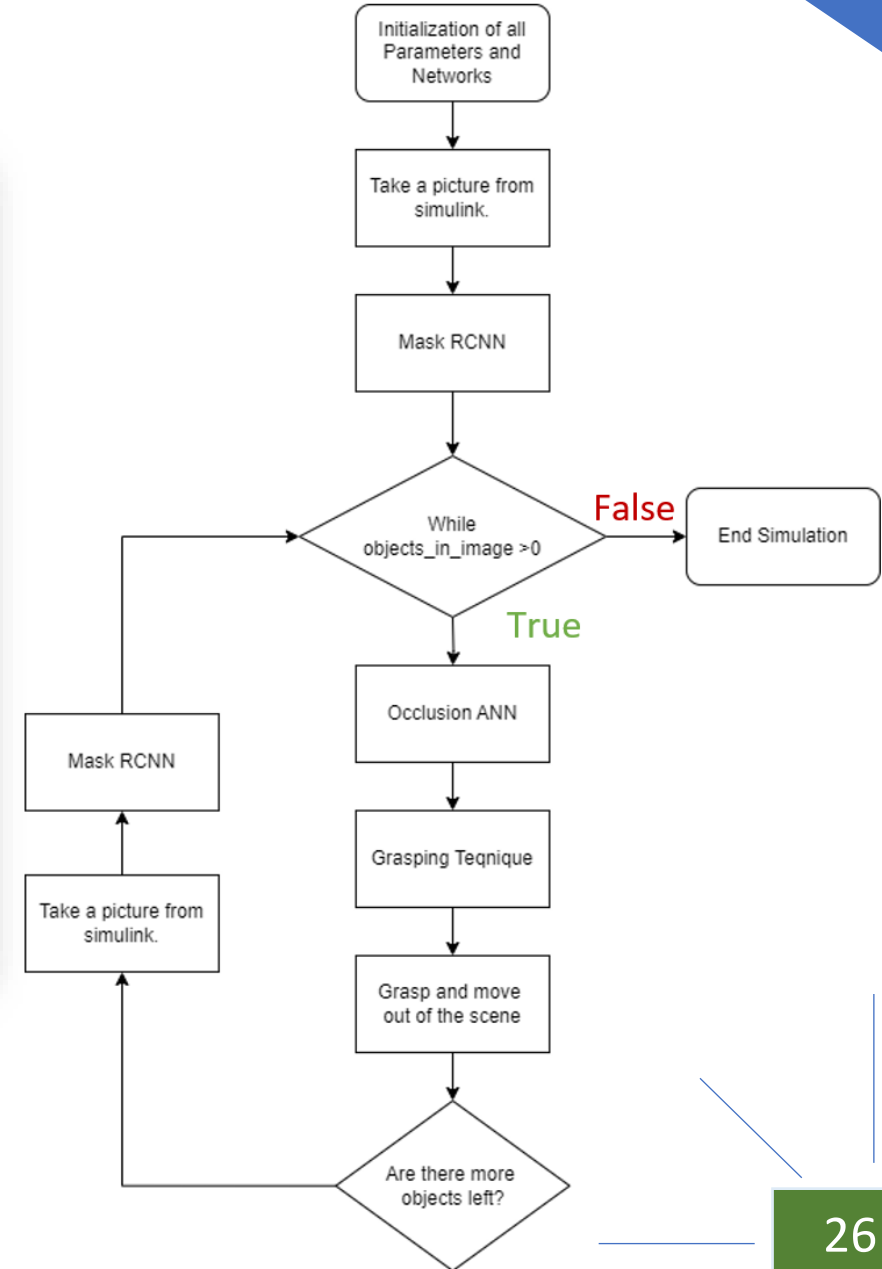 Initialization of all
Parameters and
Networks
Take a picture from
simulink.
Mask RCNN
While
objects_in_image >0
False
End Simulation
True
Occlusion ANN
Mask RCNN
Grasping Teqnique
Take a picture from
simulink.
Grasp and move
out of the scene
Are there more
objects left?
26